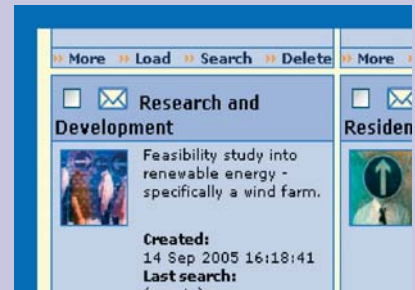 » More » Load » Search » Delete
» More
Research and
Development
Feasibility study into
renewable energy -
specifically a wind farm.
Created:
14 Sep 2005 16:18:41
Last search:
Residen